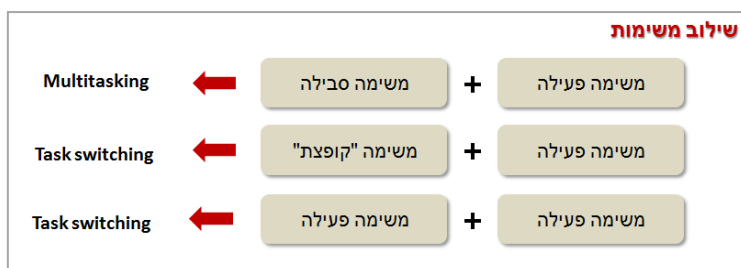 שילוב משימות
משימה פעילה + משימה סבילה Multitasking
משימה פעילה + משימה "קופצת" Task switching
משימה פעילה + משימה פעילה Task switching